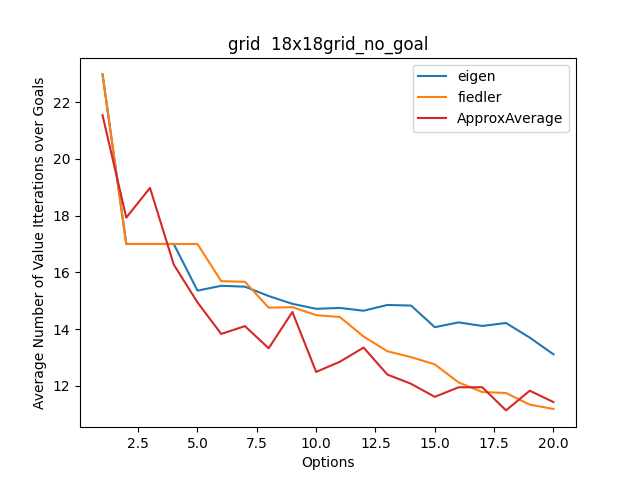 grid  18x18grid_no_goal
eigen
fiedler
ApproxAverage
Average Number of Value Itterations over Goals
22
20
18
16
14
12
2.5 5.0 7.5 10.0 12.5 15.0 17.5 20.0
Options